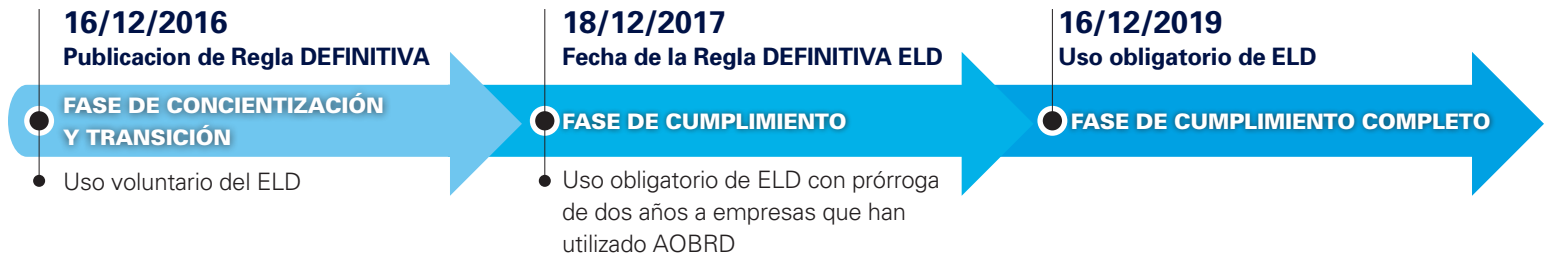 16/12/2016
Publicacion de Regla DEFINITIVA
FASE DE CONCIENTIZACIÓN
Y TRANSICIÓN
Uso voluntario del ELD
18/12/2017
Fecha de la Regla DEFINITIVA ELD
FASE DE CUMPLIMIENTO
Uso obligatorio de ELD con prórroga
de dos años a empresas que han
utilizado AOBRD
16/12/2019
Uso obligatorio de ELD
FASE DE CUMPLIMIENTO COMPLETO